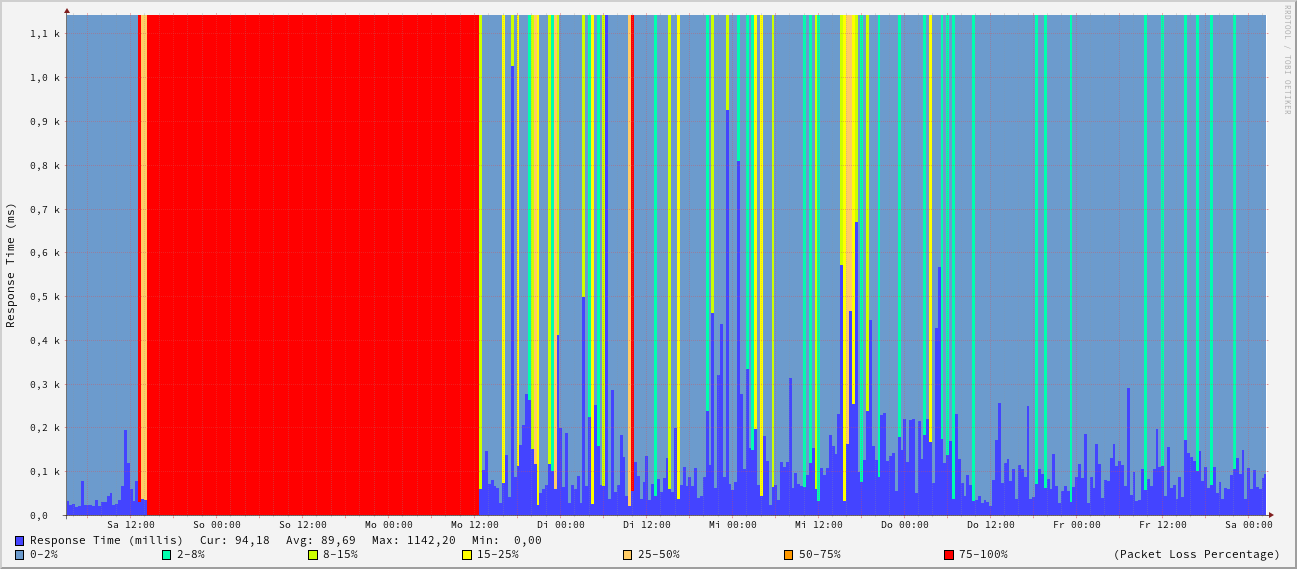 RRDTOOL / TOBI OETIKER
Response Time (ms)
1,1 k
1,0 k
0,9 k
0,8 k
0,7 k
0,6 k
0,5 k
0,4 k
0,3 k
0,2 k
0,1 k
0,0
Sa 12:00 So 00:00 So 12:00 Mo 00:00 Mo 12:00 Di 00:00 Di 12:00 Mi 00:00 Mi 12:00 Do 00:00 Do 12:00 Fr 00:00 Fr 12:00 Sa 00:00
Response Time (millis) Cur: 94,18 Avg: 89,69 Max: 1142,20 Min: 0,00
0-2% 2-8% 8-15% 15-25% 25-50% 50-75% 75-100% (Packet Loss Percentage)